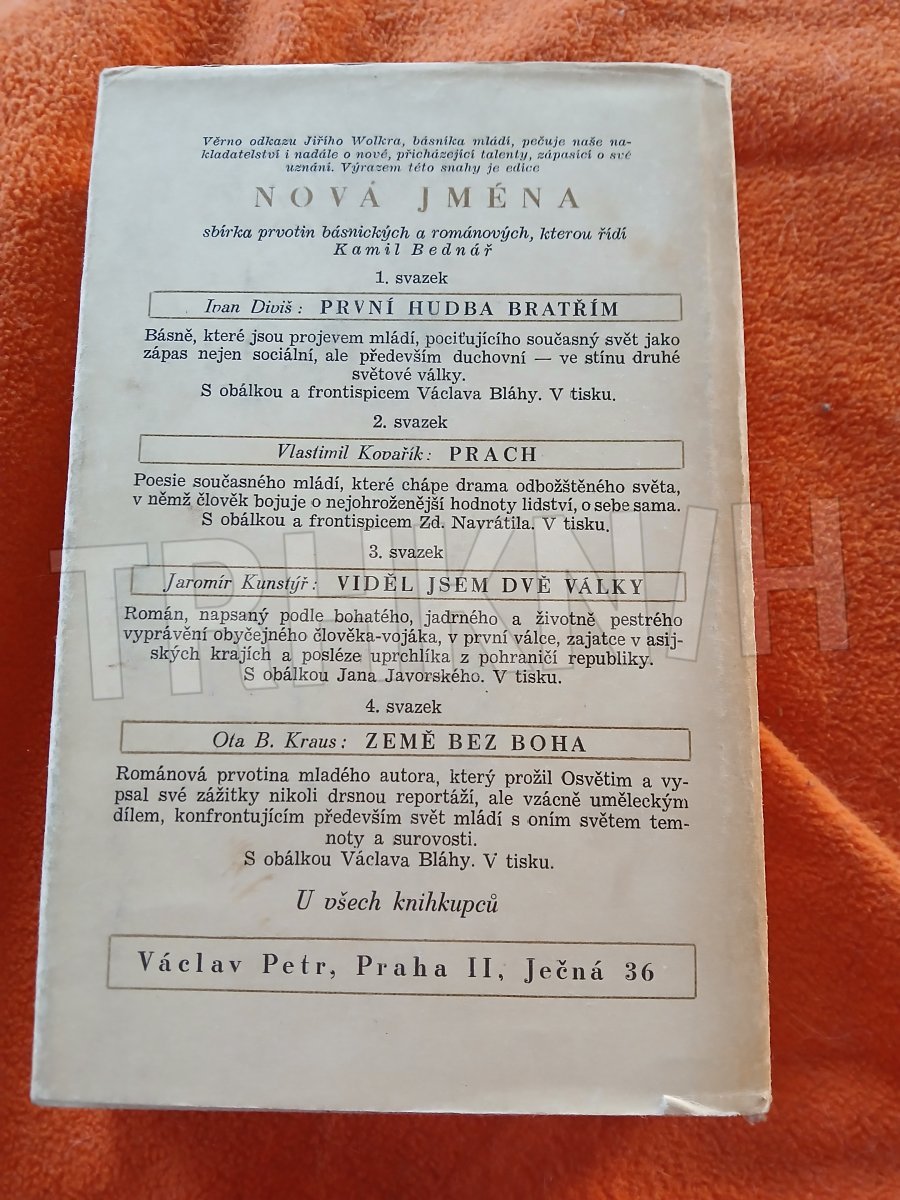 Věrno odkazu Jiřího Wolkra, básníka mládí, pečuje naše na-
kladatelství i nadále o nové, přicházející talenty, zápasící o své
uznání. Výrazem této snahy je edice
NOVÁ JMÉNA
sbírka prvotin básnických a románových, kterou řídí
Kamil Bednář
1. svazek
Ivan Diviš: PRVNÍ HUDBA BRATŘÍM
Básně, které jsou projevem mládí, pociťujícího současný svět jako
zápas nejen sociální, ale především duchovní — ve stínu druhé
světové války.
S obálkou a frontispicem Václava Bláhy. V tisku.
2. svazek
Vlastimil Kovařík: PRACH
Poesie současného mládí, které chápe drama odbožštěného světa,
v němž člověk bojuje o nejohroženější hodnoty lidství, o sebe sama.
S obálkou a frontispicem Zd. Navrátila. V tisku.
3. svazek
Jaromír Kunstýř: VIDĚL JSEM DVĚ VÁLKY
Román, napsaný podle bohatého, jadrného a životně pestrého
vyprávění obyčejného člověka-vojáka, v první válce, zajatce v asij-
ských krajích a posléze uprchlíka z pohraničí republiky.
S obálkou Jana Javorského. V tisku.
4. svazek
Ota B. Kraus: ZEMĚ BEZ BOHA
Románová prvotina mladého autora, který prožil Osvětim a vy-
psal své zážitky nikoli drsnou reportáží, ale vzácně uměleckým
dílem, konfrontujícím především svět mládí s oním světem tem-
noty a surovosti.
S obálkou Václava Bláhy. V tisku.
U všech knihkupců
Václav Petr, Praha II, Ječná 36
TRHKNIH